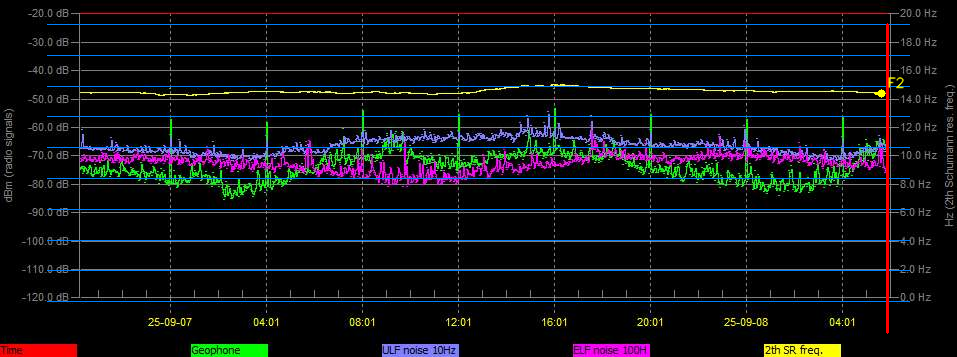 -20.0 dB 20.0 Hz
-30.0 dB 18.0 Hz
-40.0 dB 16.0 Hz
F2
-50.0 dB 14.0 Hz
-60.0 dB 12.0 Hz
-70.0 dB 10.0 Hz
-80.0 dB 8.0 Hz
-90.0 dB 6.0 Hz
-100.0 dB 4.0 Hz
-110.0 dB 2.0 Hz
-120.0 dB 0.0 Hz
dBm (radio signals)
Hz (2th Schumann res. freq.)
25-09-07 04:01 08:01 12:01 16:01 20:01 25-09-08 04:01
Time Geophone ULF noise 10Hz ELF noise 100H 2th SR freq.